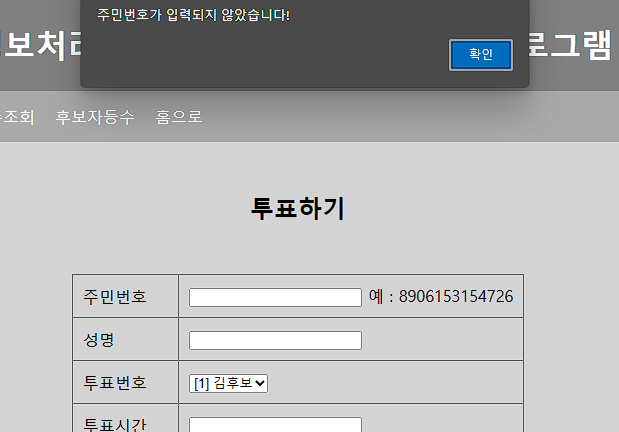 주민번호가 입력되지 않았습니다!
확인
보처리 로그램
수조회 후보자등수 홈으로
투표하기
주민번호 예 : 8906153154726
성명
투표번호 [1] 김후보
투표시간